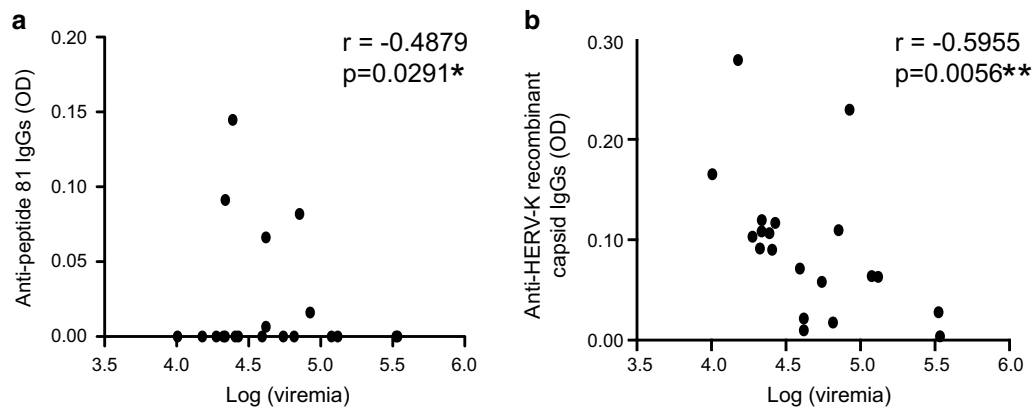 a
r = -0.4879
p=0.0291*
Anti-peptide 81 IgGs (OD)
0.20
0.15
0.10
0.05
0.00
3.5 4.0 4.5 5.0 5.5 6.0
Log (viremia)
b
r = -0.5955
p=0.0056**
Anti-HERV-K recombinant
capsid IgGs (OD)
0.30
0.20
0.10
0.00
3.5 4.0 4.5 5.0 5.5 6.0
Log (viremia)